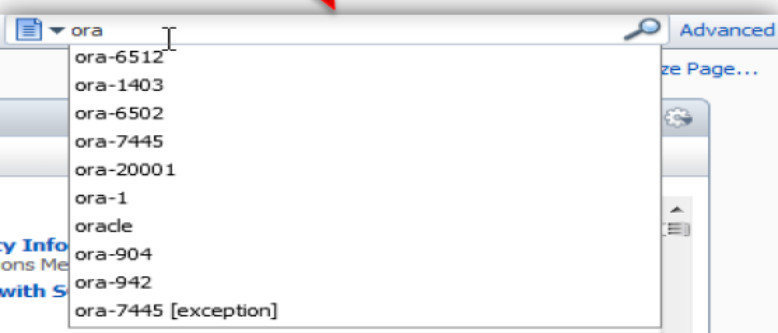 ora
Advanced
ora-6512
ze Page...
ora-1403
ora-6502
ora-7445
ora-20001
ora-1
oracle
ty Info
ora-904
ons Me
ora-942
with S
ora-7445 [exception]